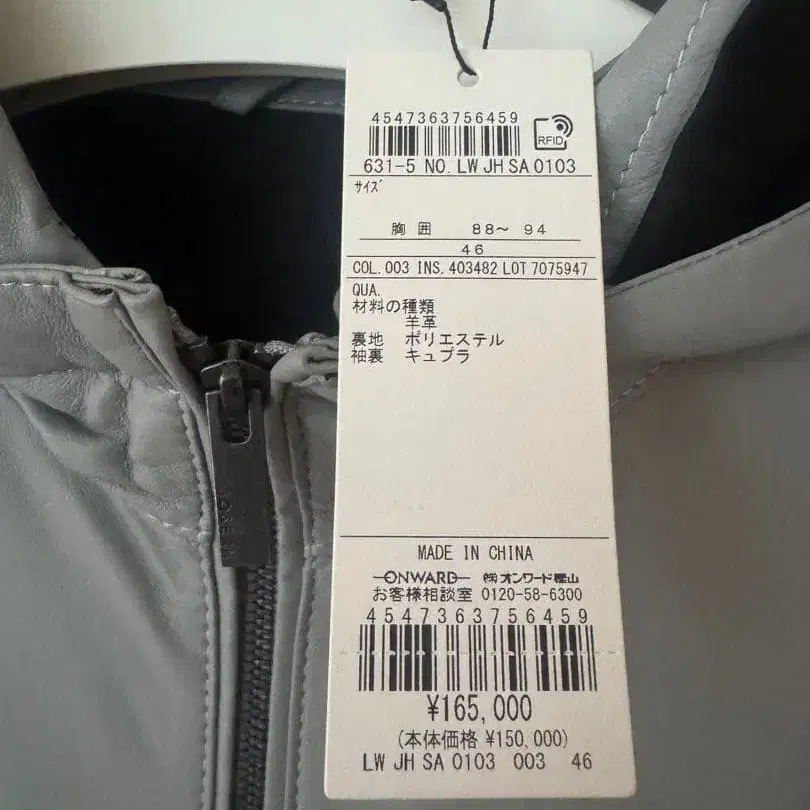 4547363756459
RFID
631-5 NO. LW JH SA 0103
サイズ
胸囲 88〜 94
46
COL. 003 INS. 403482 LOT 7075947
QUA.
材料の種類
羊革
裏地 ポリエステル
袖裏 キュプラ
MADE IN CHINA
ONWARD ㈱オンワード樫山
お客様相談室 0120-58-6300
4547363756459
¥165,000
(本体価格 ¥150,000)
LW JH SA 0103 003 46